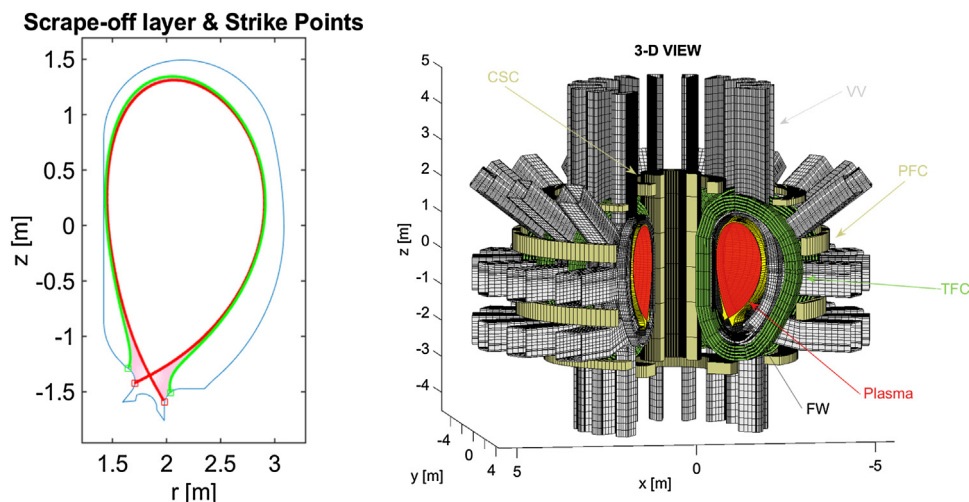 Scrape-off layer & Strike Points
1.5
1
0.5
0
-0.5
-1
-1.5
z [m]
1.5 2 2.5 3
r [m]
3-D VIEW
5
4
3
2
1
0
-1
-2
-3
-4
z [m]
CSC
VV
PFC
TFC
Plasma
FW
-4
0
4
y [m]
5 0 -5
x [m]